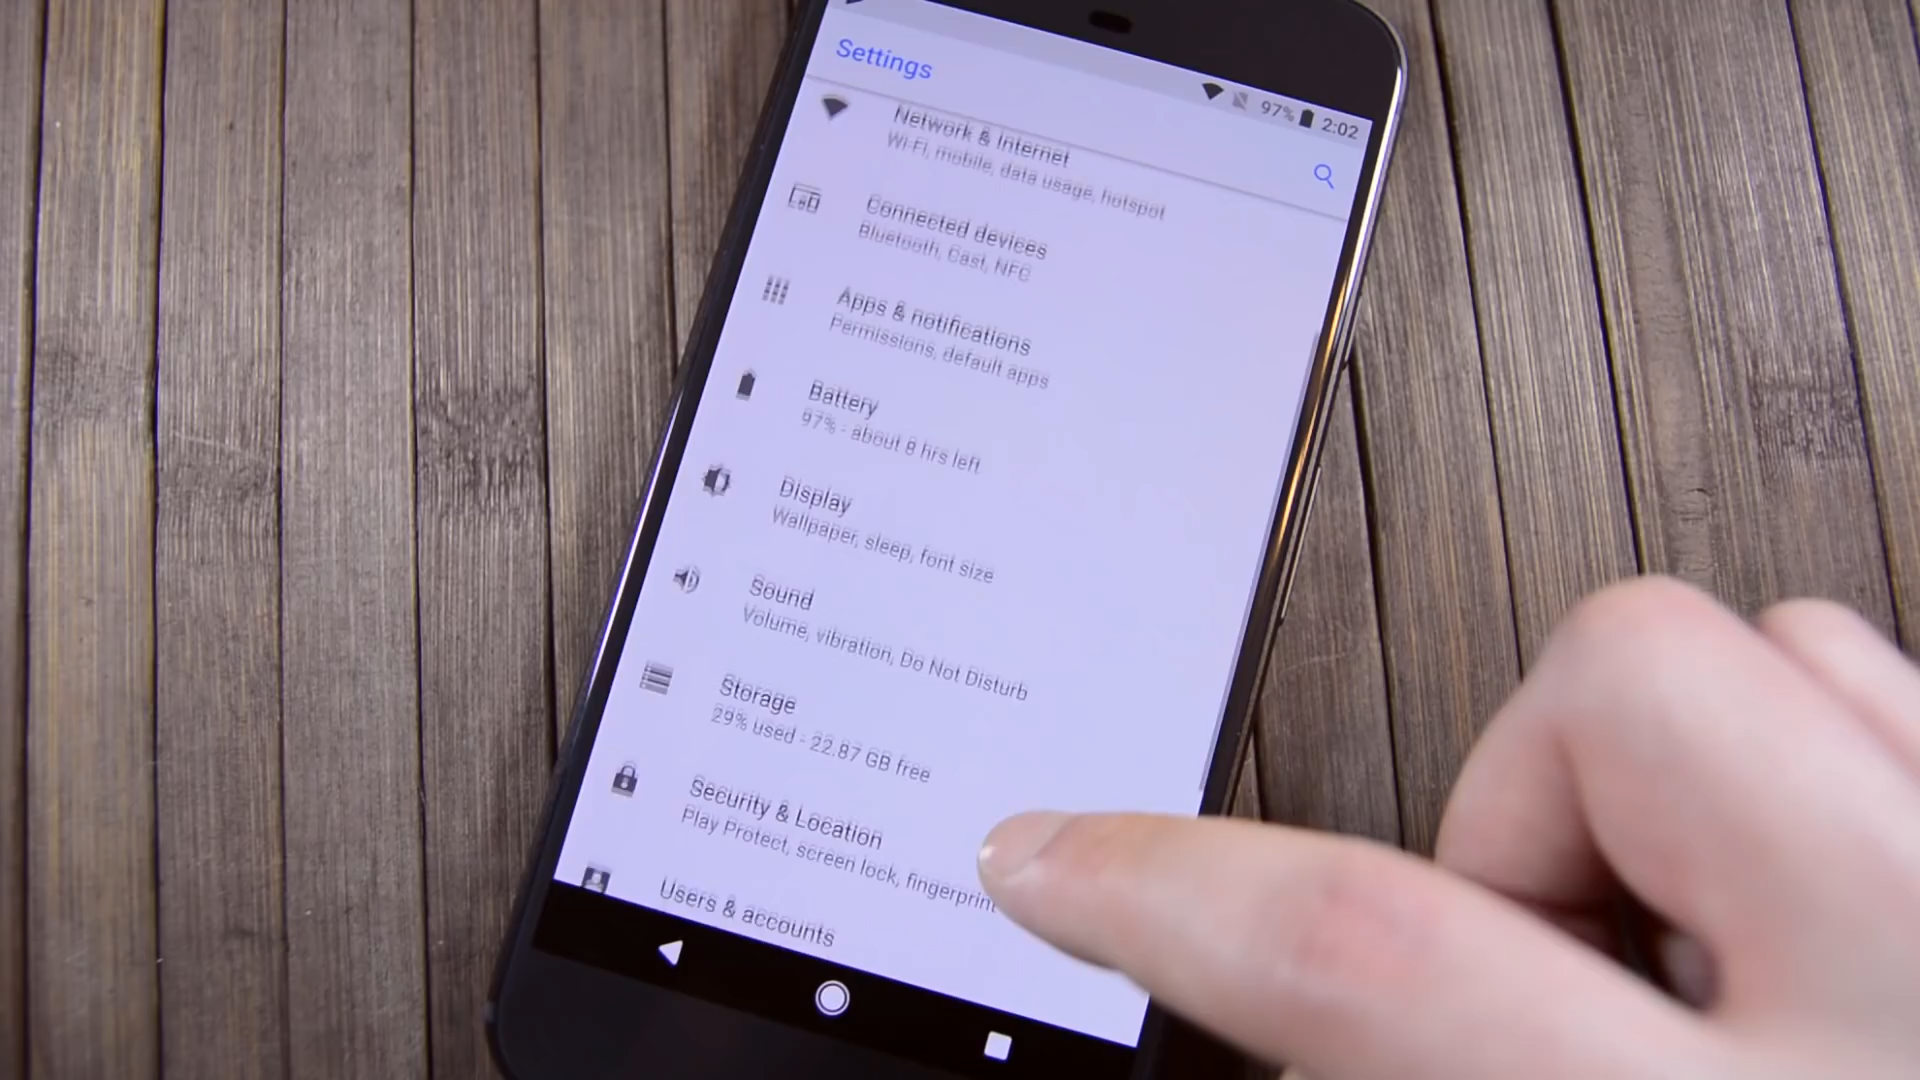 Settings
97% 2:02
Network & Internet
Wi-Fi, mobile, data usage, hotspot
Connected devices
Bluetooth, Cast, NFC
Apps & notifications
Permissions, default apps
Battery
97% - about 8 hrs left
Display
Wallpaper, sleep, font size
Sound
Volume, vibration, Do Not Disturb
Storage
29% used - 22.87 GB free
Security & Location
Play Protect, screen lock, fingerprint
Users & accounts